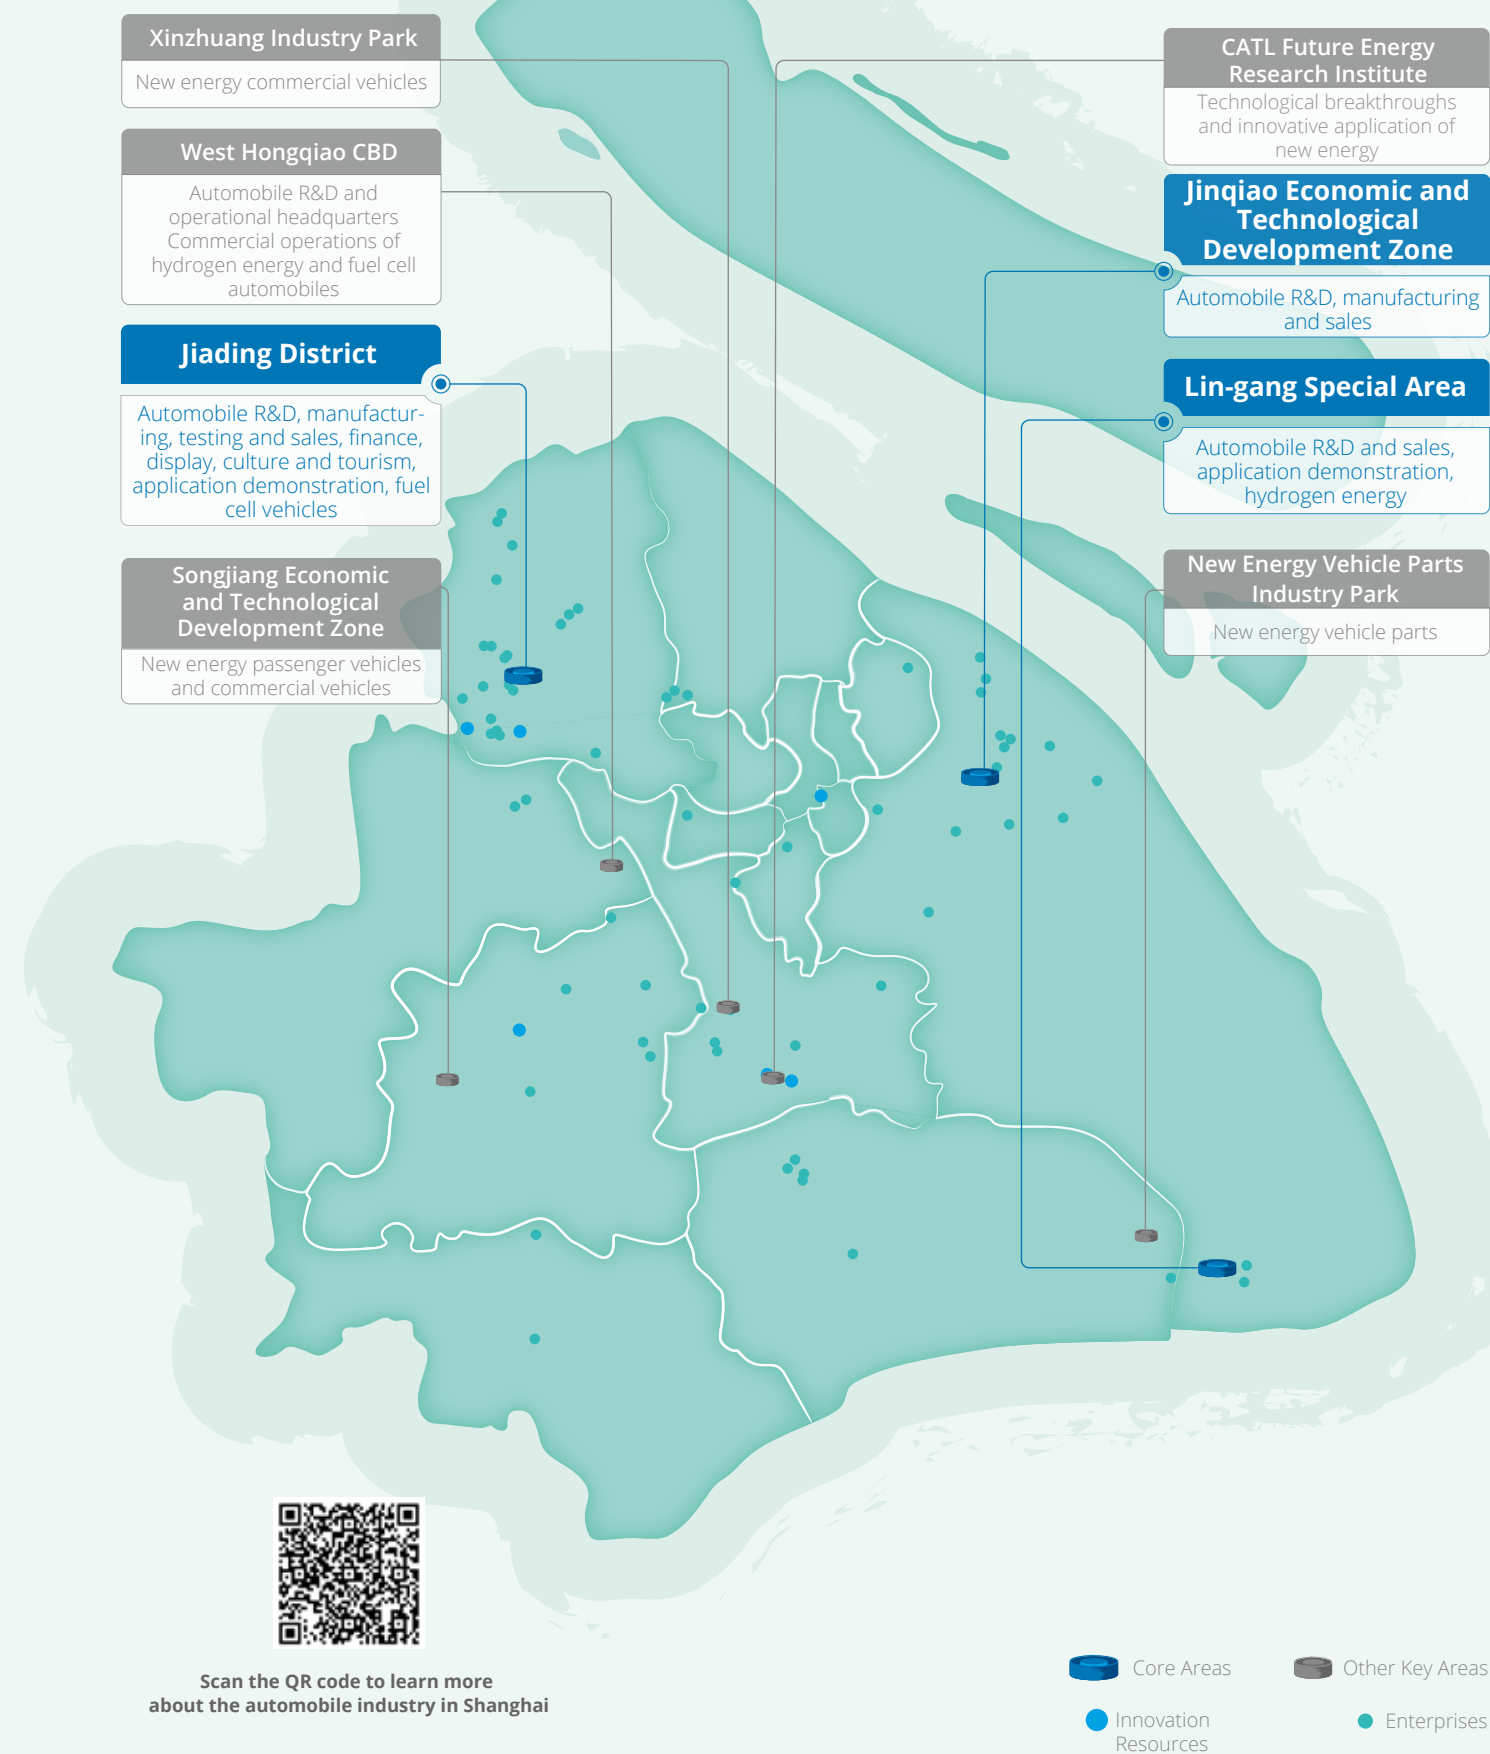 Xinzhuang Industry Park
New energy commercial vehicles
West Hongqiao CBD
Automobile R&D and
operational headquarters
Commercial operations of
hydrogen energy and fuel cell
automobiles
Jiading District
Automobile R&D, manufactur-
ing, testing and sales, finance,
display, culture and tourism,
application demonstration, fuel
cell vehicles
Songjiang Economic
and Technological
Development Zone
New energy passenger vehicles
and commercial vehicles
CATL Future Energy
Research Institute
Technological breakthroughs
and innovative application of
new energy
Jinqiao Economic and
Technological
Development Zone
Automobile R&D, manufacturing
and sales
Lin-gang Special Area
Automobile R&D and sales,
application demonstration,
hydrogen energy
New Energy Vehicle Parts
Industry Park
New energy vehicle parts
Scan the QR code to learn more
about the automobile industry in Shanghai
Core Areas
Other Key Areas
Innovation
Resources
Enterprises